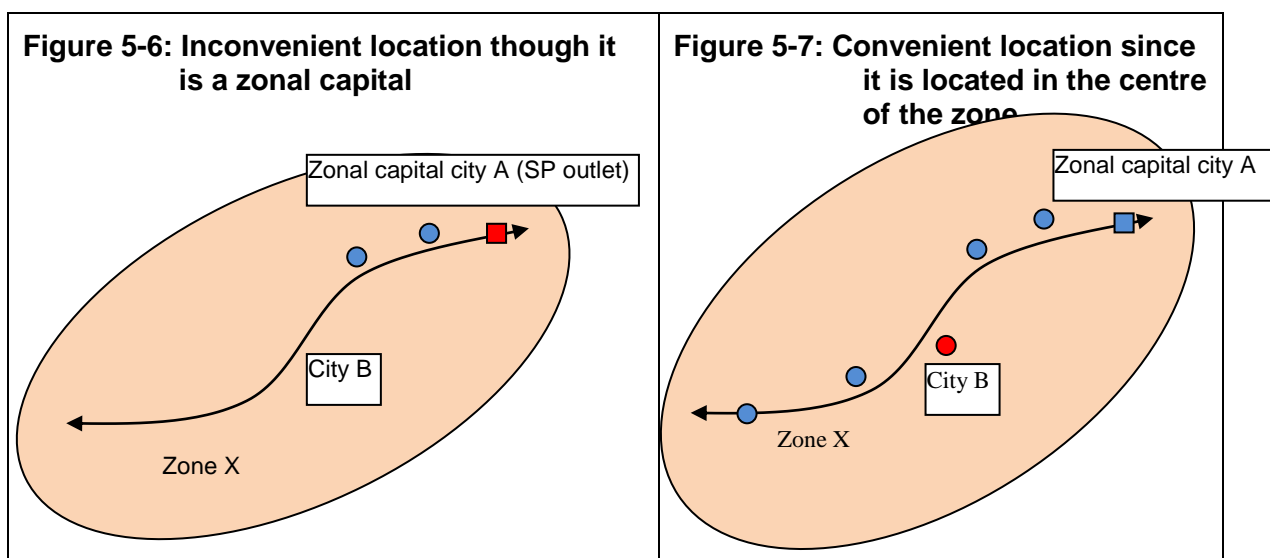 Figure 5-6: Inconvenient location though it
is a zonal capital
Zonal capital city A (SP outlet)
City B
Zone X
Figure 5-7: Convenient location since
it is located in the centre
of the zone
Zonal capital city A
City B
Zone X